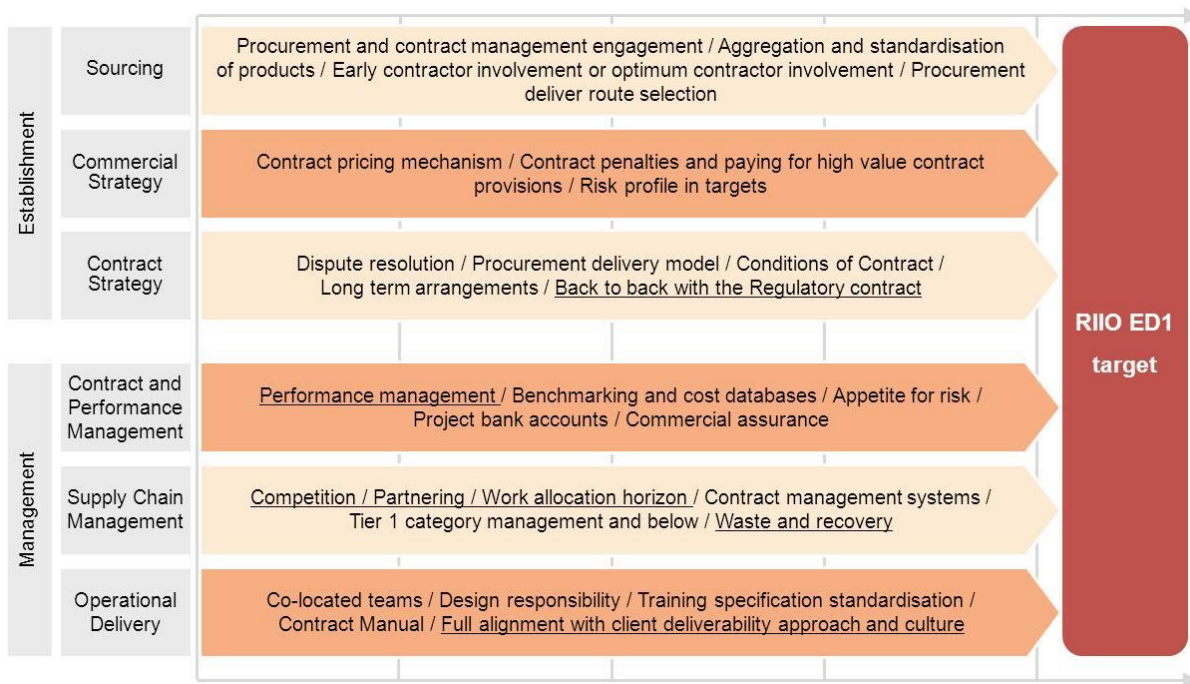 Establishment
Sourcing
Procurement and contract management engagement / Aggregation and standardisation
of products / Early contractor involvement or optimum contractor involvement / Procurement
deliver route selection
Commercial
Strategy
Contract pricing mechanism / Contract penalties and paying for high value contract
provisions / Risk profile in targets
Contract
Strategy
Dispute resolution / Procurement delivery model / Conditions of Contract /
Long term arrangements / Back to back with the Regulatory contract
Management
Contract and
Performance
Management
Performance management / Benchmarking and cost databases / Appetite for risk /
Project bank accounts / Commercial assurance
Supply Chain
Management
Competition / Partnering / Work allocation horizon / Contract management systems /
Tier 1 category management and below / Waste and recovery
Operational
Delivery
Co-located teams / Design responsibility / Training specification standardisation /
Contract Manual / Full alignment with client deliverability approach and culture
RIIO ED1
target